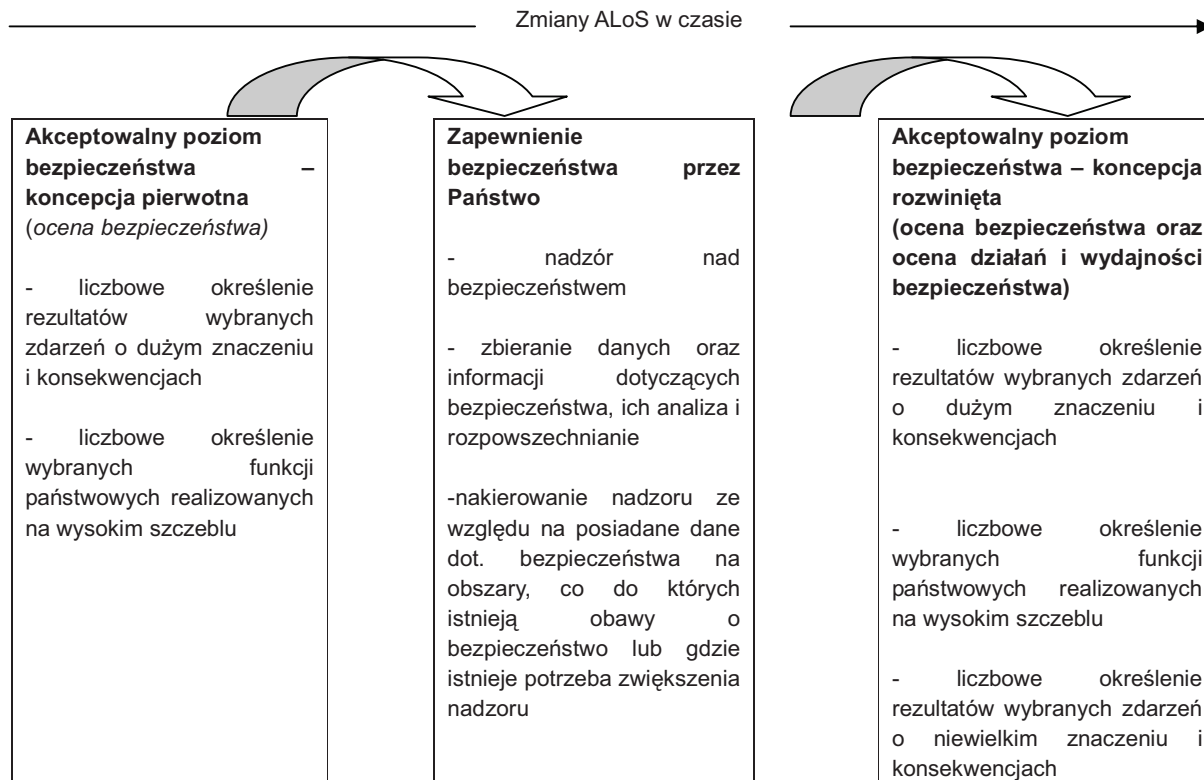 Zmiany ALoS w czasie
Akceptowalny poziom
bezpieczeństwa –
koncepcja pierwotna
(ocena bezpieczeństwa)
- liczbowe określenie
rezultatów wybranych
zdarzeń o dużym znaczeniu
i konsekwencjach
- liczbowe określenie
wybranych funkcji
państwowych realizowanych
na wysokim szczeblu
Zapewnienie
bezpieczeństwa przez
Państwo
- nadzór nad
bezpieczeństwem
- zbieranie danych oraz
informacji dotyczących
bezpieczeństwa, ich analiza i
rozpowszechnianie
-nakierowanie nadzoru ze
względu na posiadane dane
dot. bezpieczeństwa na
obszary, co do których
istnieją obawy o
bezpieczeństwo lub gdzie
istnieje potrzeba zwiększenia
nadzoru
Akceptowalny poziom
bezpieczeństwa – koncepcja
rozwinięta
(ocena bezpieczeństwa oraz
ocena działań i wydajności
bezpieczeństwa)
- liczbowe określenie
rezultatów wybranych zdarzeń
o dużym znaczeniu i
konsekwencjach
- liczbowe określenie
wybranych funkcji
państwowych realizowanych
na wysokim szczeblu
- liczbowe określenie
rezultatów wybranych zdarzeń
o niewielkim znaczeniu i
konsekwencjach